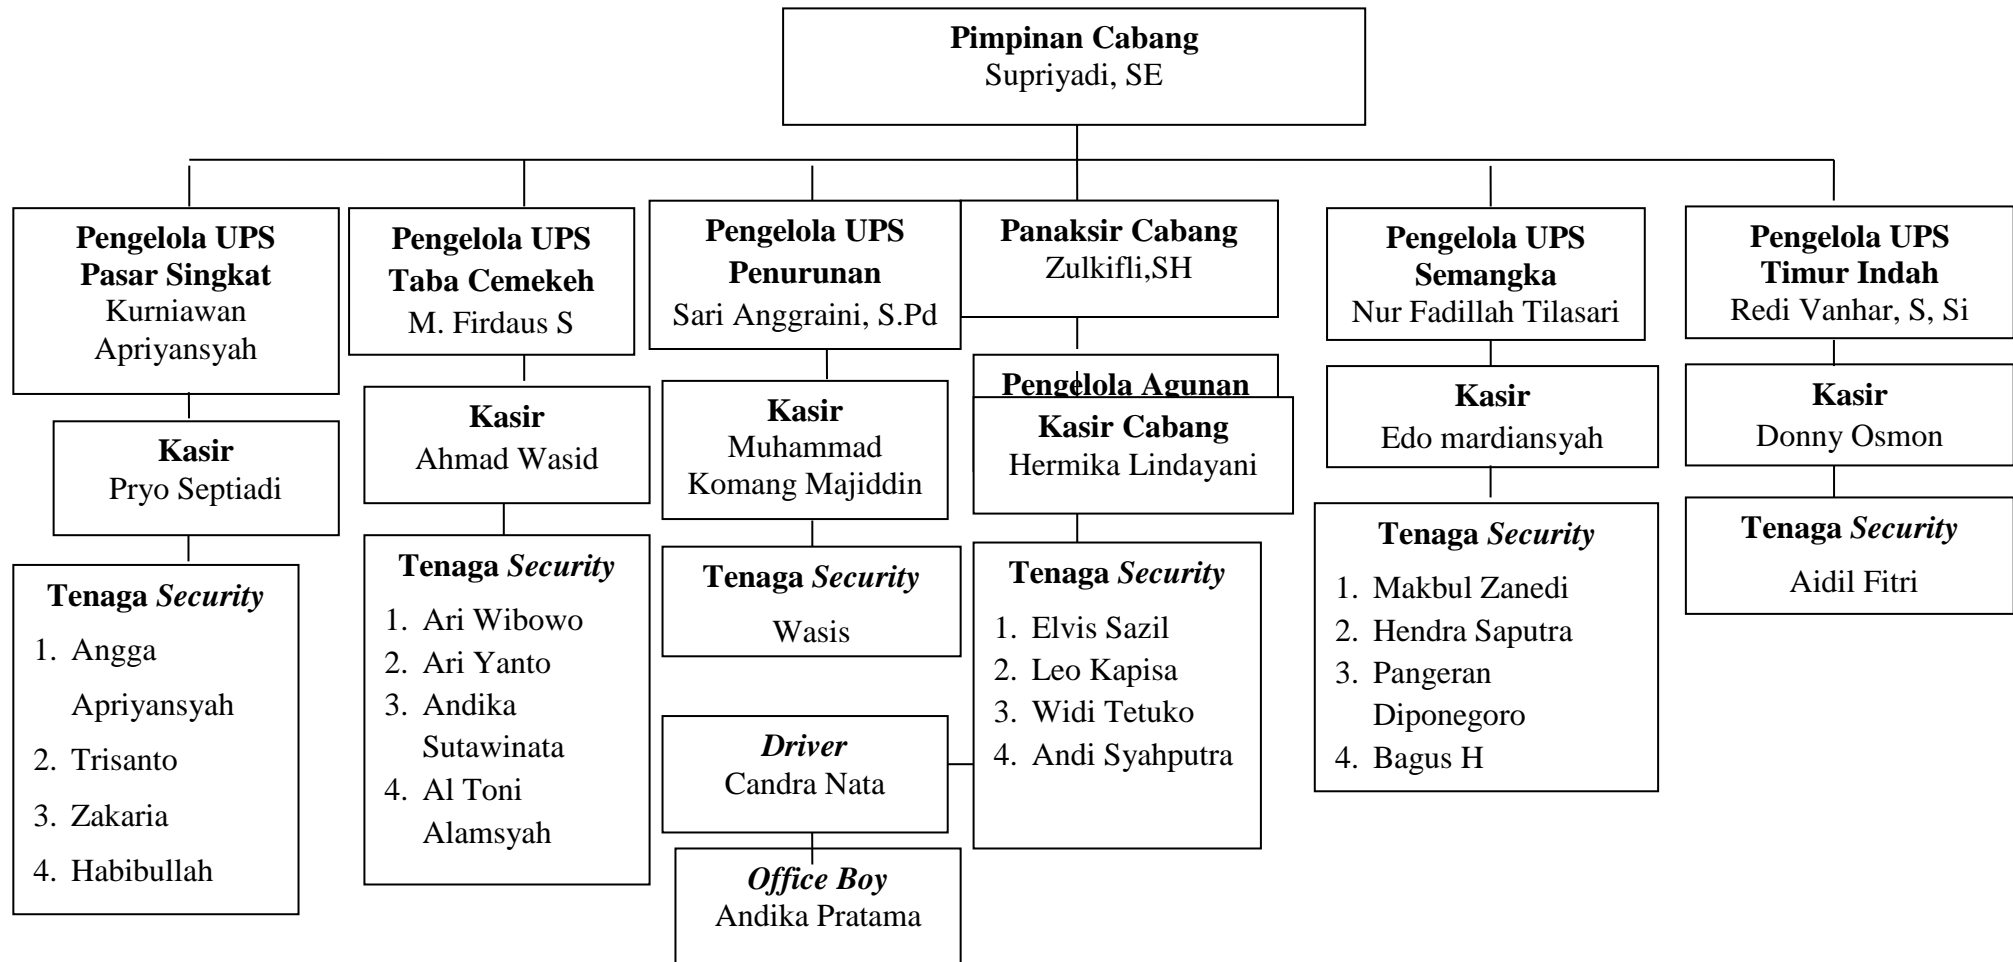 Pimpinan Cabang
Supriyadi, SE
Pengelola UPS
Pasar Singkat
Kurniawan
Apriyansyah
Kasir
Pryo Septiadi
Tenaga Security
1. Angga
Apriyansyah
2. Trisanto
3. Zakaria
4. Habibullah
Pengelola UPS
Taba Cemekeh
M. Firdaus S
Kasir
Ahmad Wasid
Tenaga Security
1. Ari Wibowo
2. Ari Yanto
3. Andika
Sutawinata
4. Al Toni
Alamsyah
Pengelola UPS
Penurunan
Sari Anggraini, S.Pd
Kasir
Muhammad
Komang Majiddin
Tenaga Security
Wasis
Driver
Candra Nata
Office Boy
Andika Pratama
Panaksir Cabang
Zulkifli,SH
Pengelola Agunan
Kasir Cabang
Hermika Lindayani
Tenaga Security
1. Elvis Sazil
2. Leo Kapisa
3. Widi Tetuko
4. Andi Syahputra
Pengelola UPS
Semangka
Nur Fadillah Tilasari
Kasir
Edo mardiansyah
Tenaga Security
1. Makbul Zanedi
2. Hendra Saputra
3. Pangeran
Diponegoro
4. Bagus H
Pengelola UPS
Timur Indah
Redi Vanhar, S, Si
Kasir
Donny Osmon
Tenaga Security
Aidil Fitri